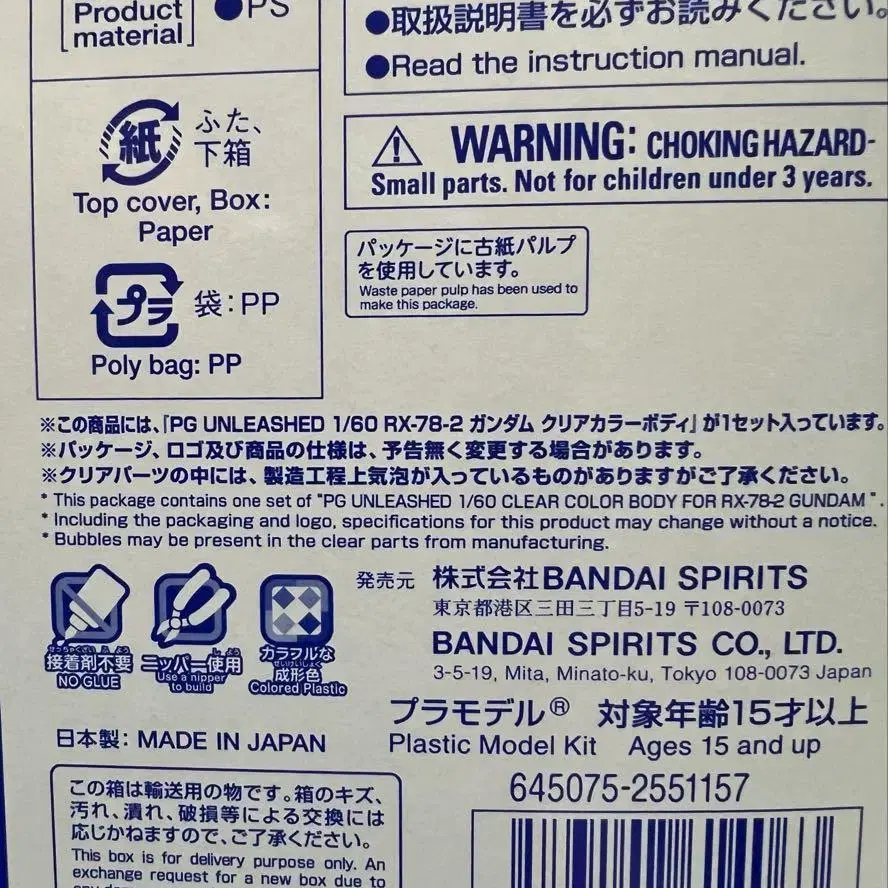 Product
material
●PS
●取扱説明書を必ずお読みください。
●Read the instruction manual.
紙
ふた、
下箱
Top cover, Box:
Paper
プラ
袋:PP
Poly bag: PP
WARNING: CHOKING HAZARD-
Small parts. Not for children under 3 years.
パッケージに古紙パルプ
を使用しています。
Waste paper pulp has been used to
make this package.
※この商品には、「PG UNLEASHED 1/60 RX-78-2 ガンダム クリアカラーボディ」が1セット入っています。
※パッケージ、ロゴ及び商品の仕様は、予告無く変更する場合があります。
※クリアパーツの中には、製造工程上気泡が入っているものがありますがご了承ください。
* This package contains one set of "PG UNLEASHED 1/60 CLEAR COLOR BODY FOR RX-78-2 GUNDAM".
* Including the packaging and logo, specifications for this product may change without a notice.
* Bubbles may be present in the clear parts from manufacturing.
せっちゃくざいふよう
接着剤不要
NO GLUE
しよう
ニッパー使用
Use a nipper
to build
カラフルな
せいけいしょく
成形色
Colored Plastic
発売元 株式会社BANDAI SPIRITS
東京都港区三田三丁目5-19 〒108-0073
BANDAI SPIRITS CO., LTD.
3-5-19, Mita, Minato-ku, Tokyo 108-0073 Japan
プラモデル® 対象年齢15才以上
Plastic Model Kit Ages 15 and up
日本製: MADE IN JAPAN
645075-2551157
この箱は輸送用の物です。箱のキズ、
汚れ、潰れ、破損等による交換には
応じかねますので、ご了承ください。
This box is for delivery purpose only. An
exchange request for a new box due to